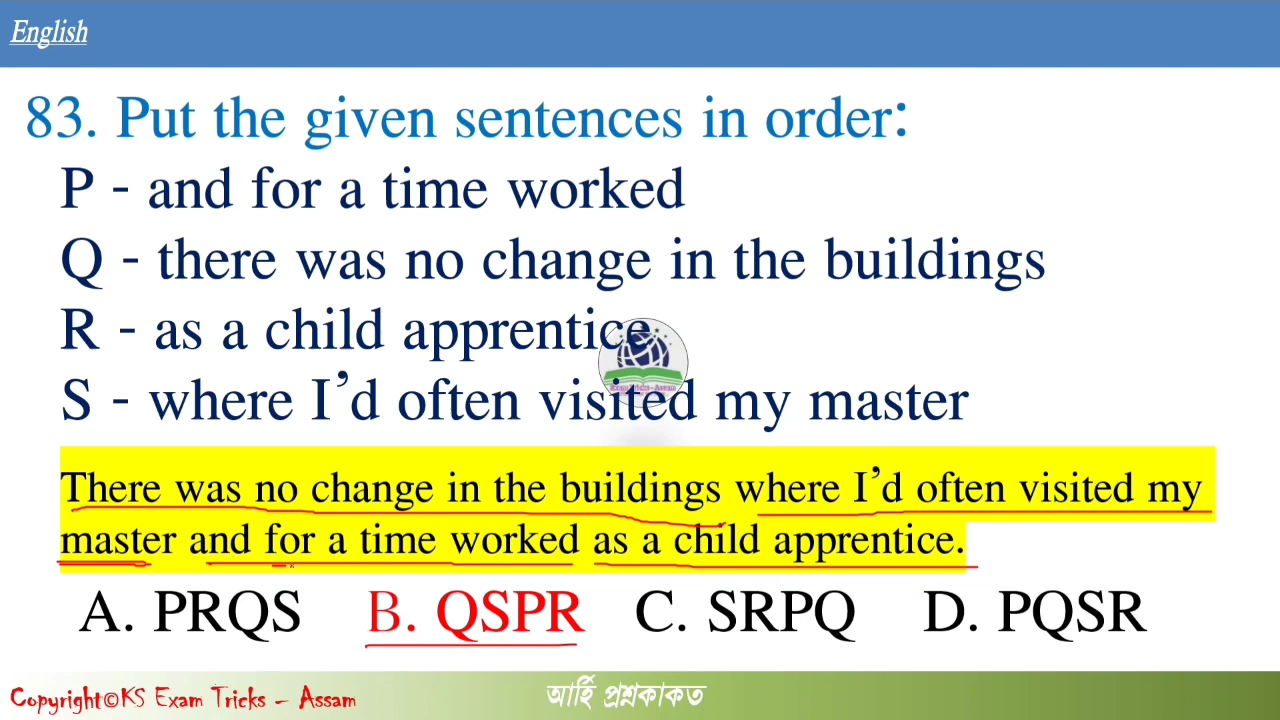 English
83. Put the given sentences in order:
P - and for a time worked
Q - there was no change in the buildings
R - as a child apprentice
S - where I’d often visited my master
There was no change in the buildings where I’d often visited my
master and for a time worked as a child apprentice.
A. PRQS B. QSPR C. SRPQ D. PQSR
Copyright©KS Exam Tricks - Assam
আৰ্হি প্ৰশ্নকাকত